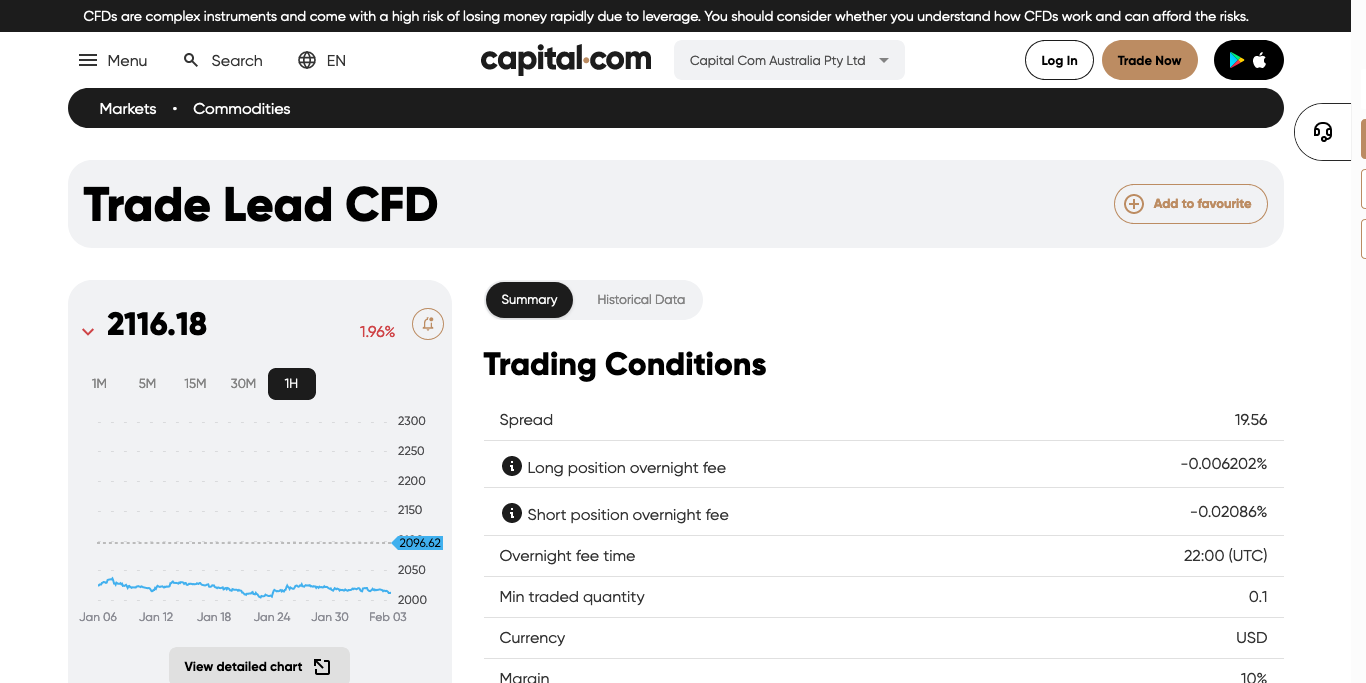 CFDs are complex instruments and come with a high risk of losing money rapidly due to leverage. You should consider whether you understand how CFDs work and can afford the risks.
Menu Search EN capital.com Capital Com Australia Pty Ltd Log In Trade Now
Markets • Commodities
Trade Lead CFD
Add to favourite
2116.18
1.96%
1M 5M 15M 30M 1H
2300
2250
2200
2150
2096.62
2050
2000
Jan 06 Jan 12 Jan 18 Jan 24 Jan 30 Feb 03
View detailed chart
Summary Historical Data
Trading Conditions
Spread 19.56
Long position overnight fee -0.006202%
Short position overnight fee -0.02086%
Overnight fee time 22:00 (UTC)
Min traded quantity 0.1
Currency USD
Margin 10%